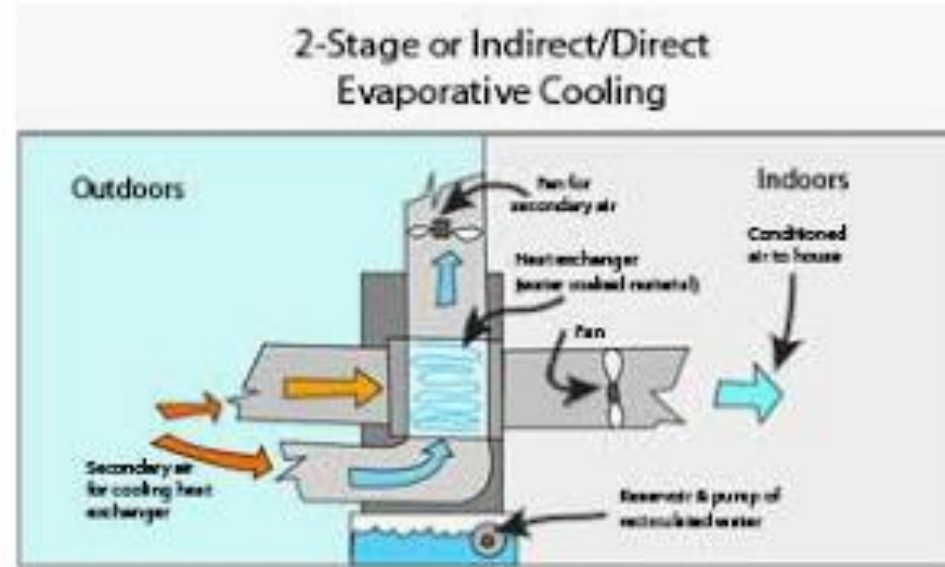 2-Stage or Indirect/Direct
Evaporative Cooling
Outdoors
Indoors
Fan for
secondary air
Conditioned
air to house
Heat exchanger
(water soaked material)
Fan
Secondary air
for cooling heat
exchanger
Reservoir & pump of
recirculated water